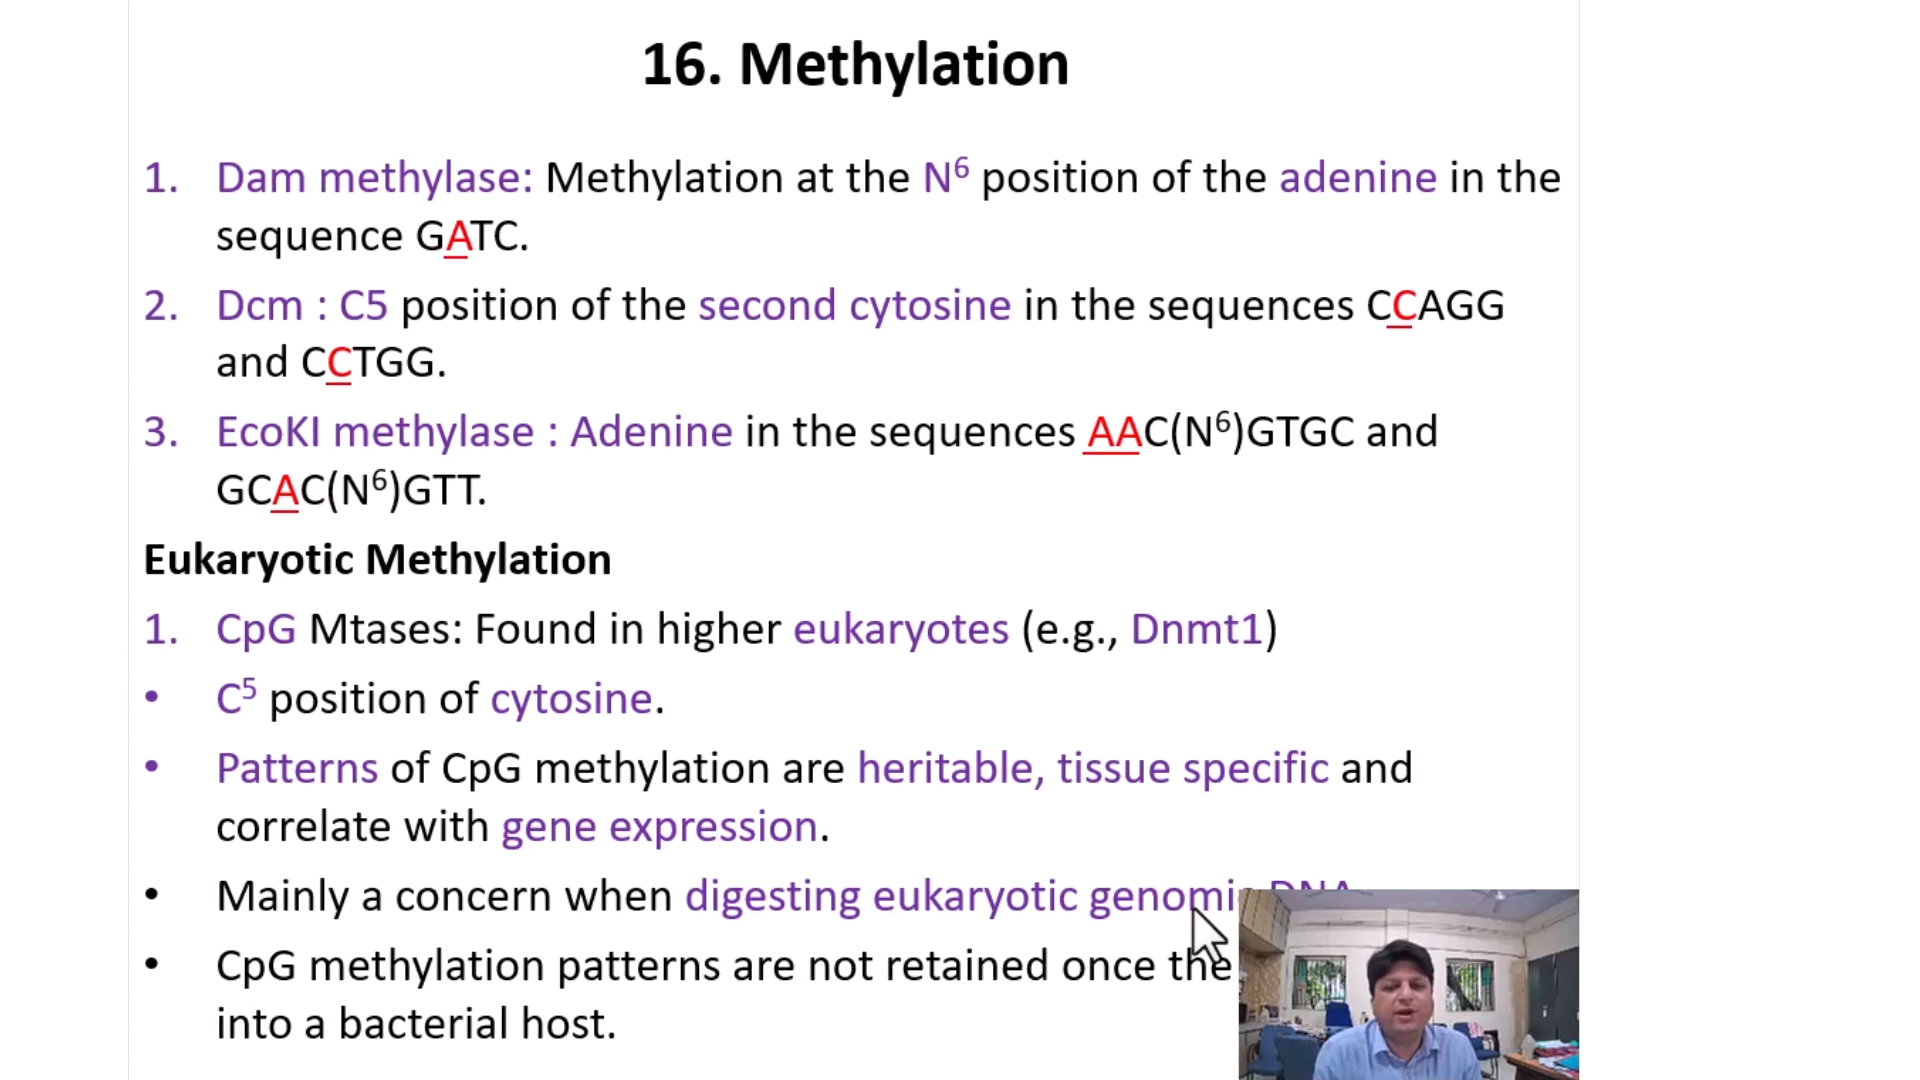 16. Methylation
1. Dam methylase: Methylation at the N⁶ position of the adenine in the
sequence GATC.
2. Dcm : C5 position of the second cytosine in the sequences CCAGG
and CCTGG.
3. EcoKI methylase : Adenine in the sequences AAC(N⁶)GTGC and
GCAC(N⁶)GTT.
Eukaryotic Methylation
1. CpG Mtases: Found in higher eukaryotes (e.g., Dnmt1)
• C⁵ position of cytosine.
• Patterns of CpG methylation are heritable, tissue specific and
correlate with gene expression.
• Mainly a concern when digesting eukaryotic genomic DNA
• CpG methylation patterns are not retained once the
into a bacterial host.